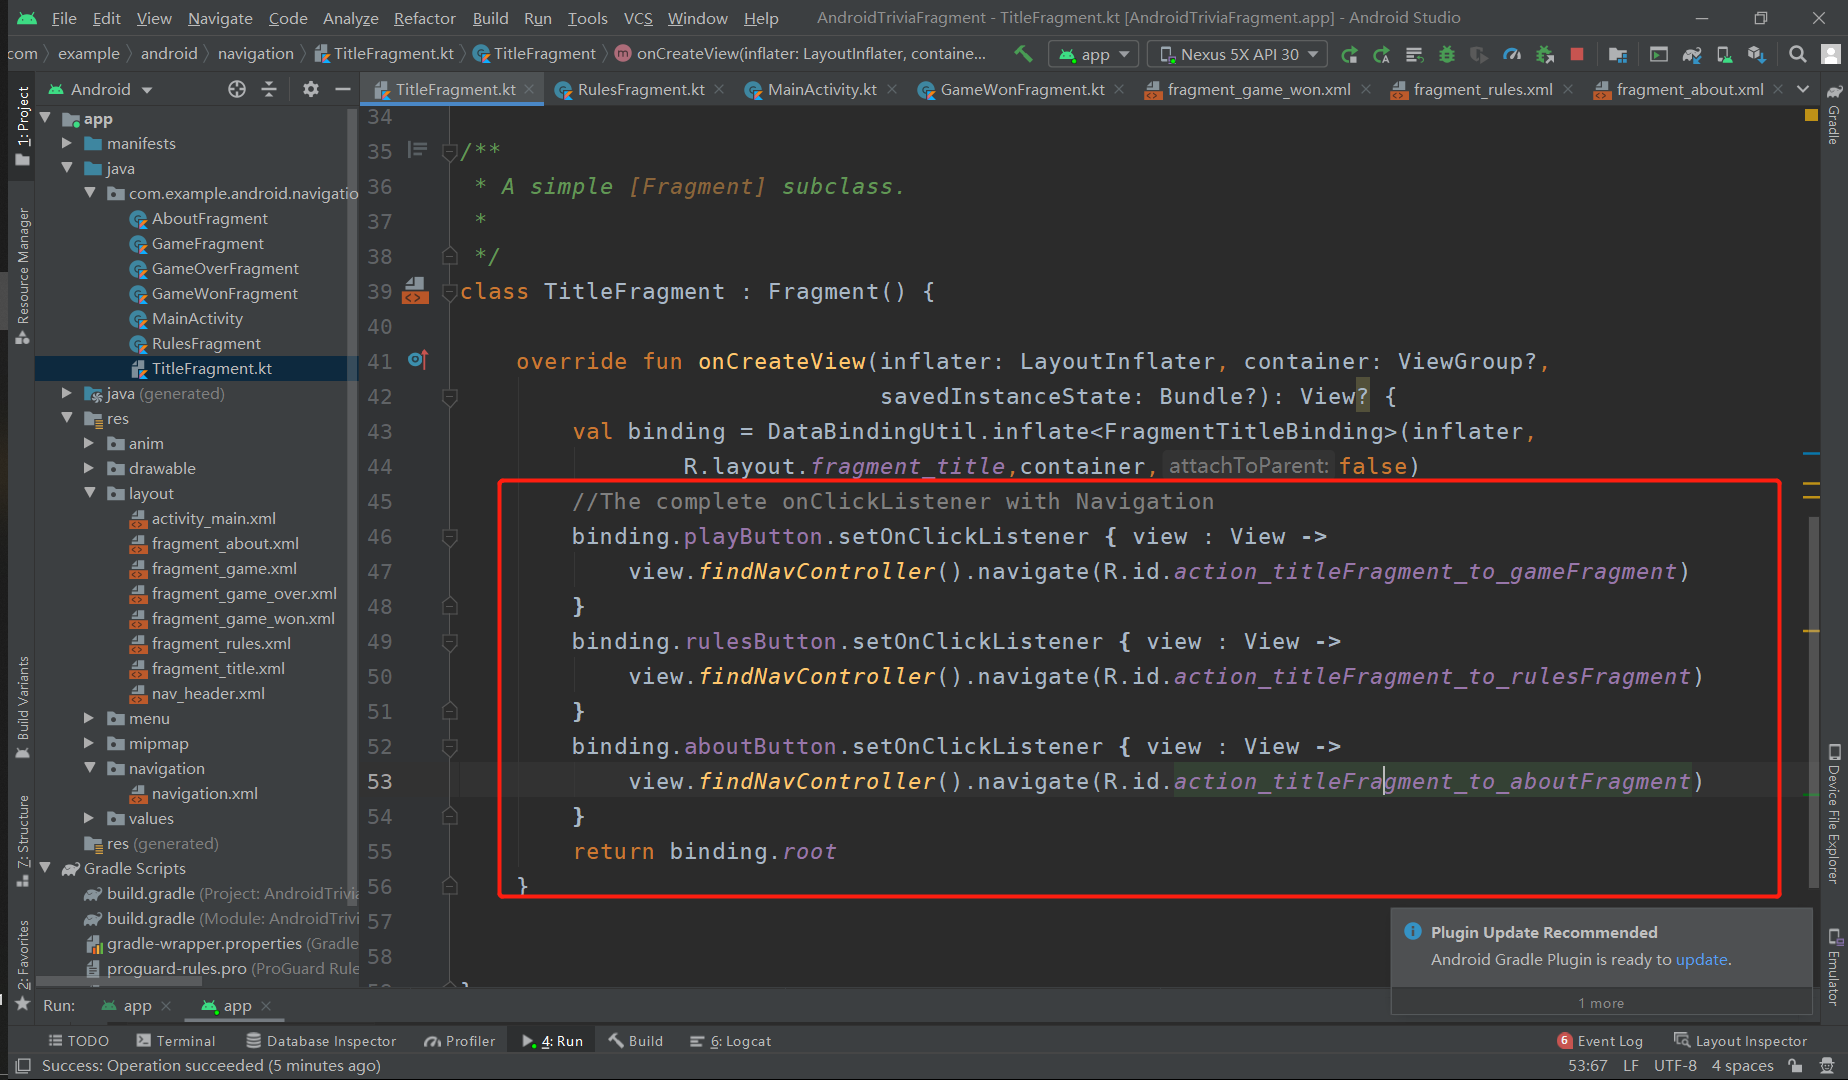 File Edit View Navigate Code Analyze Refactor Build Run Tools VCS Window Help AndroidTriviaFragment - TitleFragment.kt [AndroidTriviaFragment.app] - Android Studio
com example android navigation TitleFragment.kt TitleFragment m onCreateView(inflater: LayoutInflater, containe... app Nexus 5X API 30
Android TitleFragment.kt RulesFragment.kt MainActivity.kt GameWonFragment.kt fragment_game_won.xml fragment_rules.xml fragment_about.xml
1: Project
Resource Manager
Build Variants
7: Structure
2: Favorites
app
manifests
java
com.example.android.navigatio
AboutFragment
GameFragment
GameOverFragment
GameWonFragment
MainActivity
RulesFragment
TitleFragment.kt
java (generated)
res
anim
drawable
layout
activity_main.xml
fragment_about.xml
fragment_game.xml
fragment_game_over.xml
fragment_game_won.xml
fragment_rules.xml
fragment_title.xml
nav_header.xml
menu
mipmap
navigation
navigation.xml
values
res (generated)
Gradle Scripts
build.gradle (Project: AndroidTrivia
build.gradle (Module: AndroidTrivi
gradle-wrapper.properties (Gradle
proguard-rules.pro (ProGuard Rule
34
35 /**
36 * A simple [Fragment] subclass.
37 *
38 */
39 class TitleFragment : Fragment() {
40
41 override fun onCreateView(inflater: LayoutInflater, container: ViewGroup?,
42 savedInstanceState: Bundle?): View? {
43 val binding = DataBindingUtil.inflate<FragmentTitleBinding>(inflater,
44 R.layout.fragment_title,container, attachToParent: false)
45 //The complete onClickListener with Navigation
46 binding.playButton.setOnClickListener { view : View ->
47 view.findNavController().navigate(R.id.action_titleFragment_to_gameFragment)
48 }
49 binding.rulesButton.setOnClickListener { view : View ->
50 view.findNavController().navigate(R.id.action_titleFragment_to_rulesFragment)
51 }
52 binding.aboutButton.setOnClickListener { view : View ->
53 view.findNavController().navigate(R.id.action_titleFragment_to_aboutFragment)
54 }
55 return binding.root
56 }
57
58
Gradle
Device File Explorer
Emulator
Plugin Update Recommended
Android Gradle Plugin is ready to update.
1 more
Run: app app
TODO Terminal Database Inspector Profiler 4: Run Build 6: Logcat 6 Event Log Layout Inspector
Success: Operation succeeded (5 minutes ago) 53:67 LF UTF-8 4 spaces